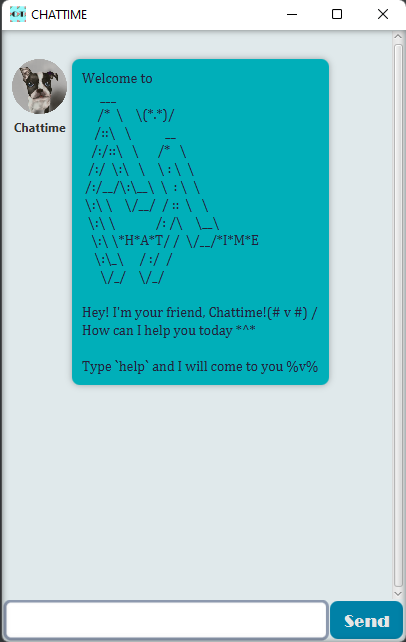 CHATTIME
Welcome to
      ___
     /*  \    \(*.*)/
    /::\   \           __
   /:/::\   \      /*   \
  /:/  \:\   \    \ : \  \
 /:/__/\:\__\  \  : \  \
 \:\ \    \/__/  / ::  \   \
  \:\ \            /: /\    \__\
   \:\ \*H*A*T/ /  \/__/*I*M*E
    \:\_\     / :/  /
      \/_/    \/_/
Chattime
Hey! I'm your friend, Chattime!(# v #) /
How can I help you today *^*
Type `help` and I will come to you %v%
Send